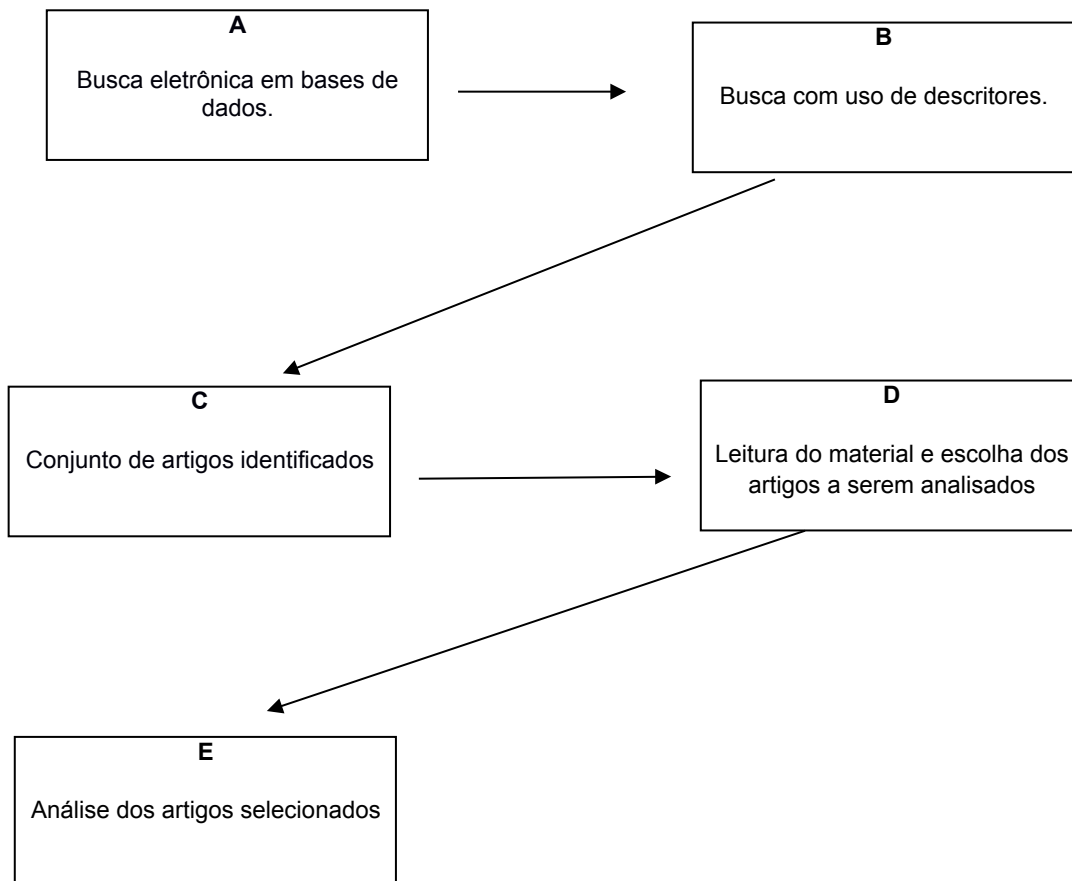 A
Busca eletrônica em bases de
dados.
B
Busca com uso de descritores.
C
Conjunto de artigos identificados
D
Leitura do material e escolha dos
artigos a serem analisados
E
Análise dos artigos selecionados